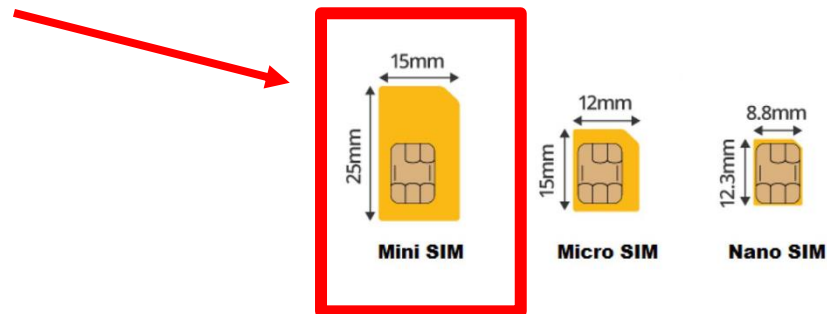 15mm
25mm
Mini SIM
12mm
15mm
Micro SIM
8.8mm
12.3mm
Nano SIM